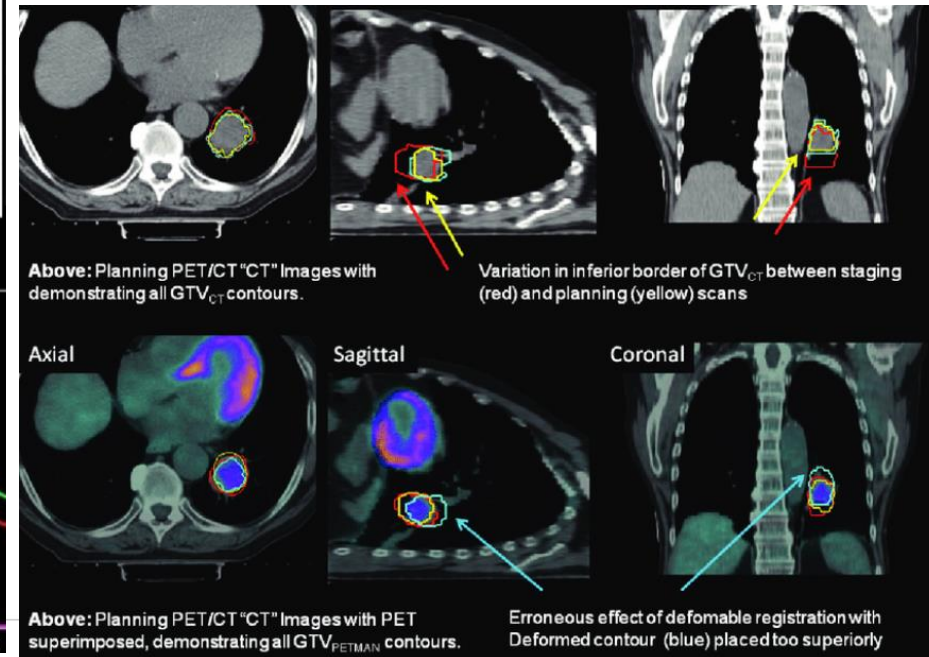 Above: Planning PET/CT “CT” Images with
demonstrating all GTVCT contours.
Variation in inferior border of GTVCT between staging
(red) and planning (yellow) scans
Axial
Sagittal
Coronal
Above: Planning PET/CT “CT” Images with PET
superimposed, demonstrating all GTVPETMAN contours.
Erroneous effect of defomable registration with
Deformed contour (blue) placed too superiorly